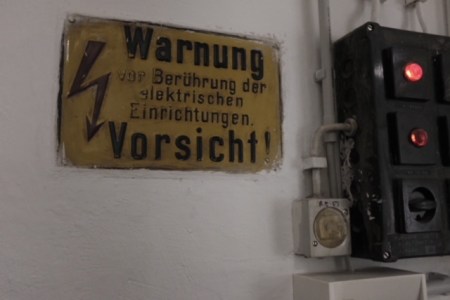 Warnung
vor Berührung der
elektrischen
Einrichtungen.
Vorsicht!